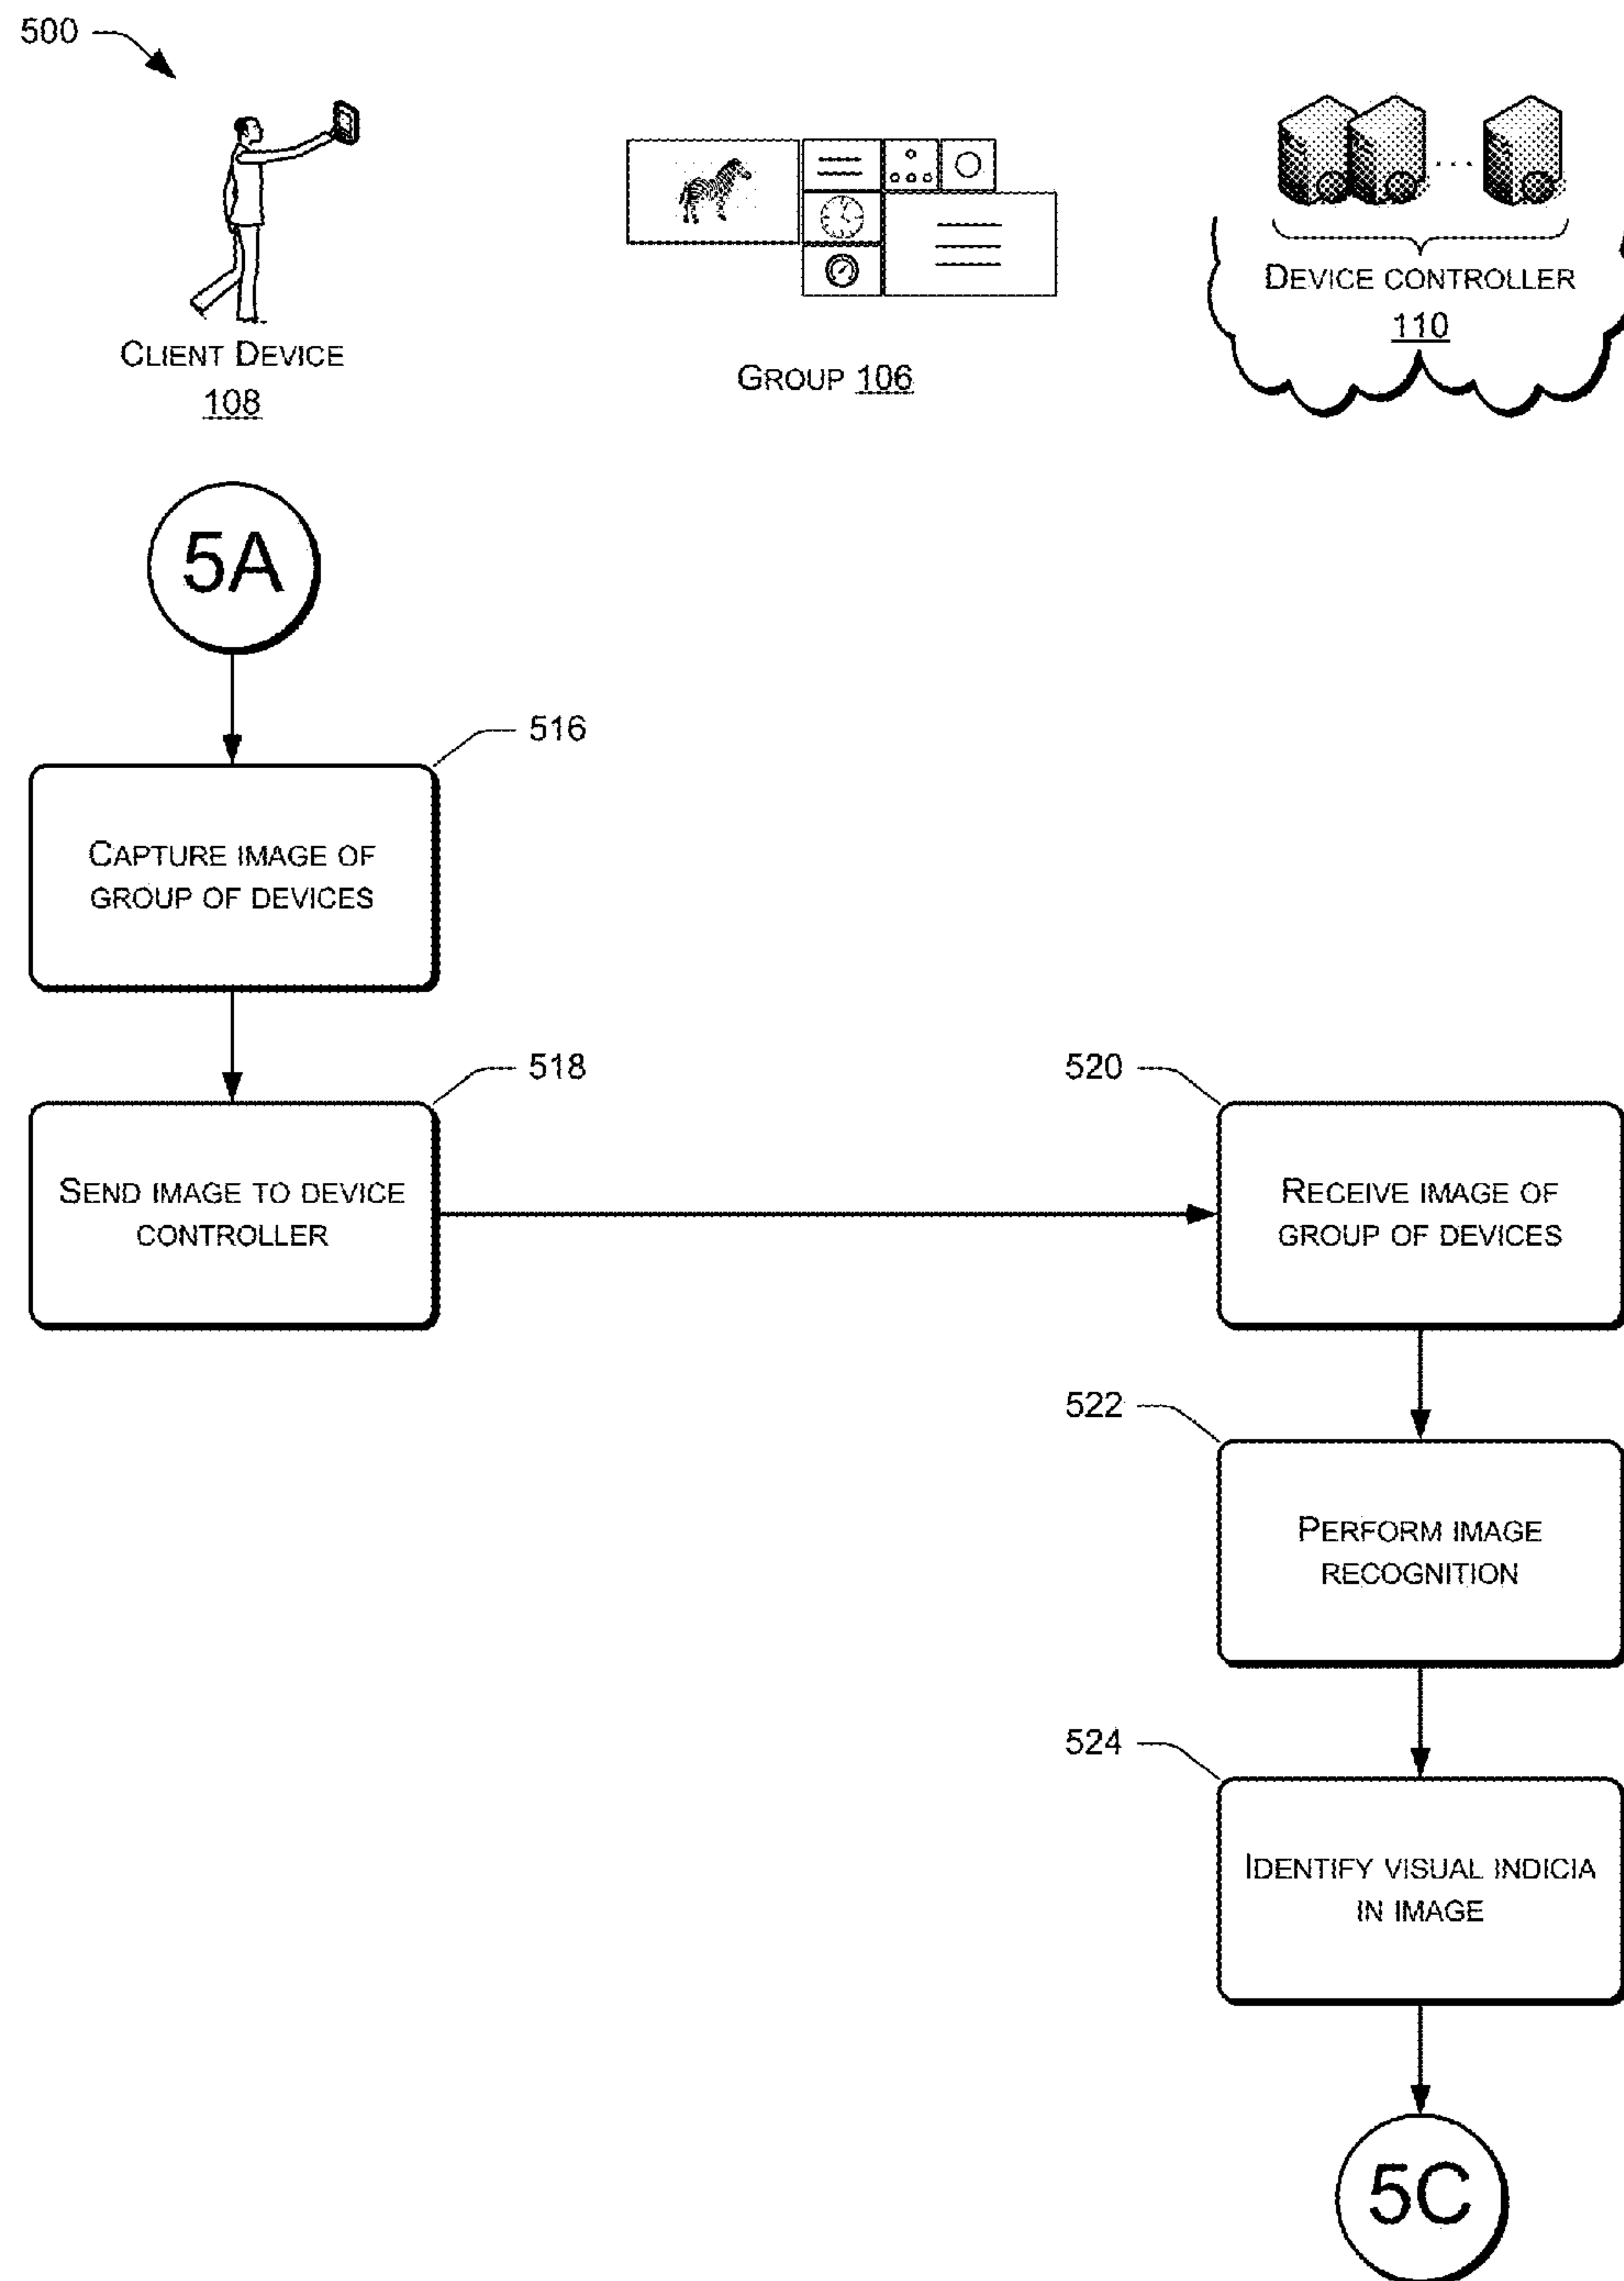 500
CLIENT DEVICE
108
GROUP 106
DEVICE CONTROLLER
110
5A
516
CAPTURE IMAGE OF
GROUP OF DEVICES
518
SEND IMAGE TO DEVICE
CONTROLLER
520
RECEIVE IMAGE OF
GROUP OF DEVICES
522
PERFORM IMAGE
RECOGNITION
524
IDENTIFY VISUAL INDICIA
IN IMAGE
5C